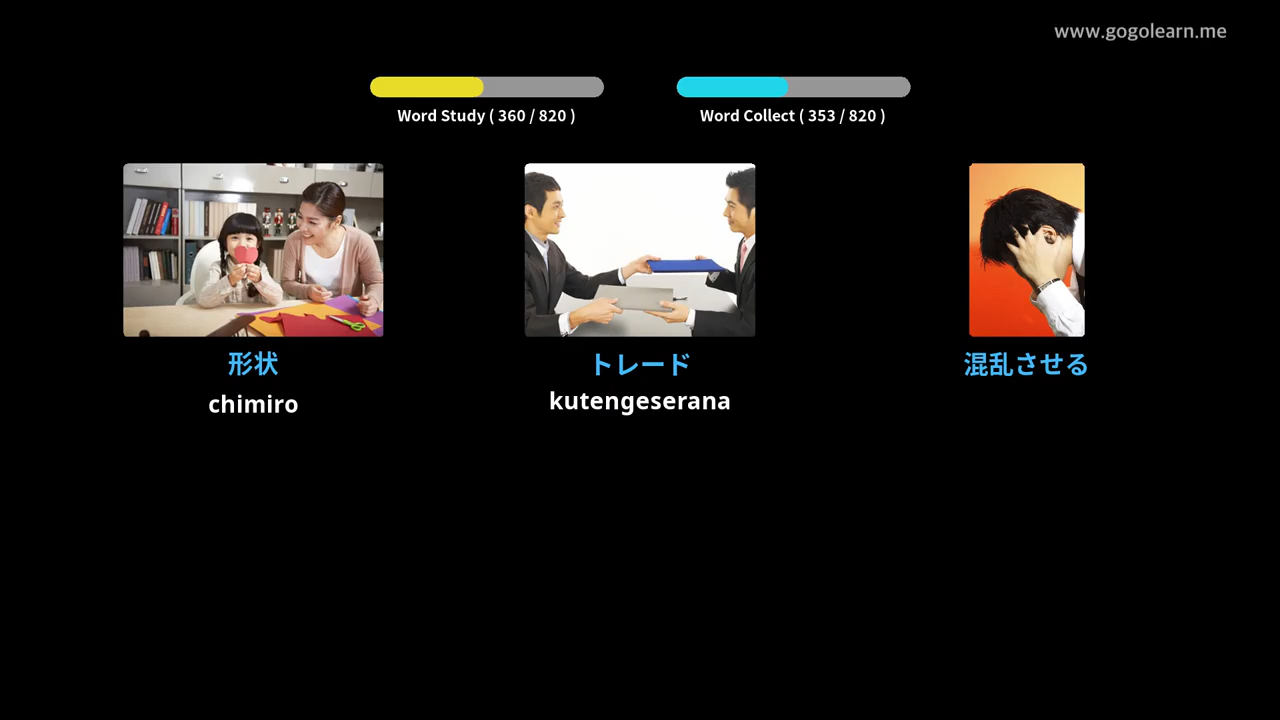 www.gogolearn.me
Word Study ( 360 / 820 )
Word Collect ( 353 / 820 )
形状
chimiro
トレード
kutengeserana
混乱させる